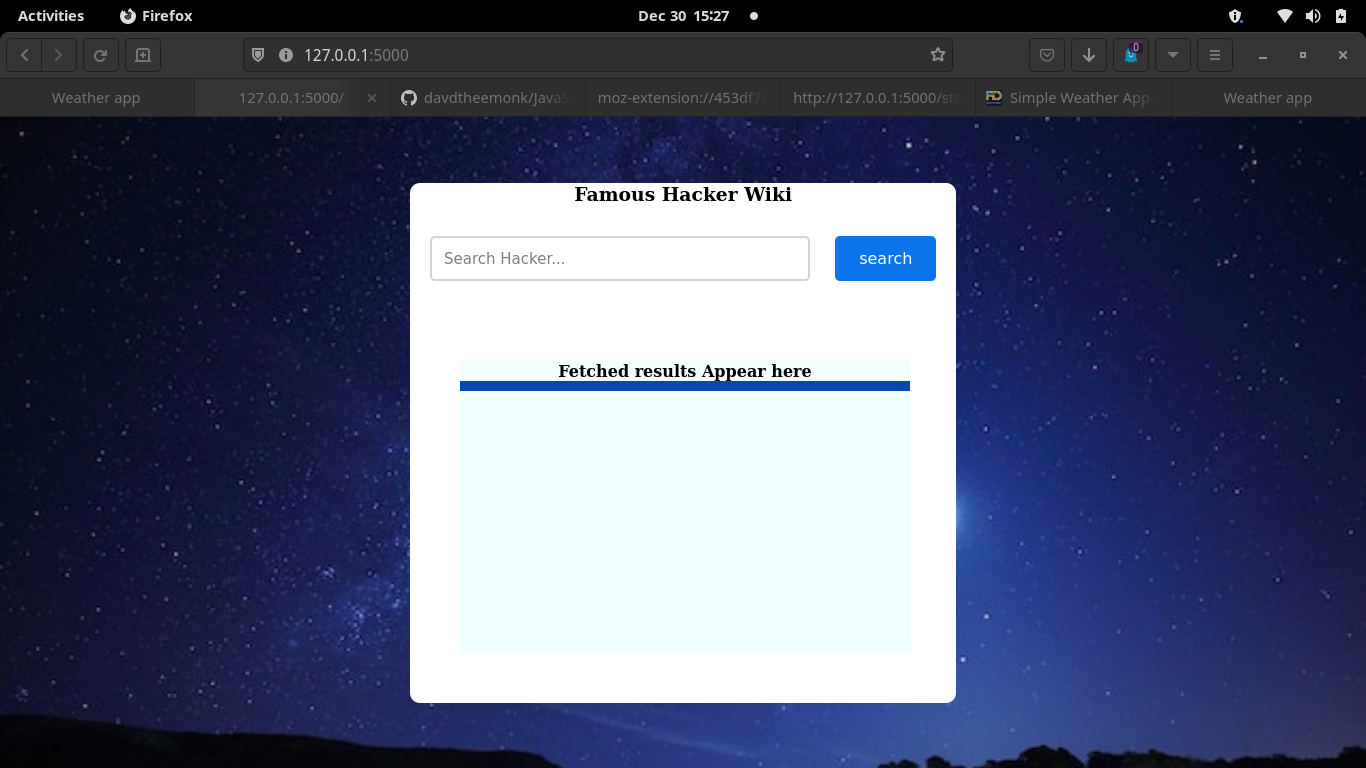 Activities Firefox Dec 30 15:27
127.0.0.1:5000 0
Weather app 127.0.0.1:5000/ davdtheemonk/JavaS moz-extension://453df7 http://127.0.0.1:5000/sta Simple Weather App Weather app
Famous Hacker Wiki
Search Hacker... search
Fetched results Appear here